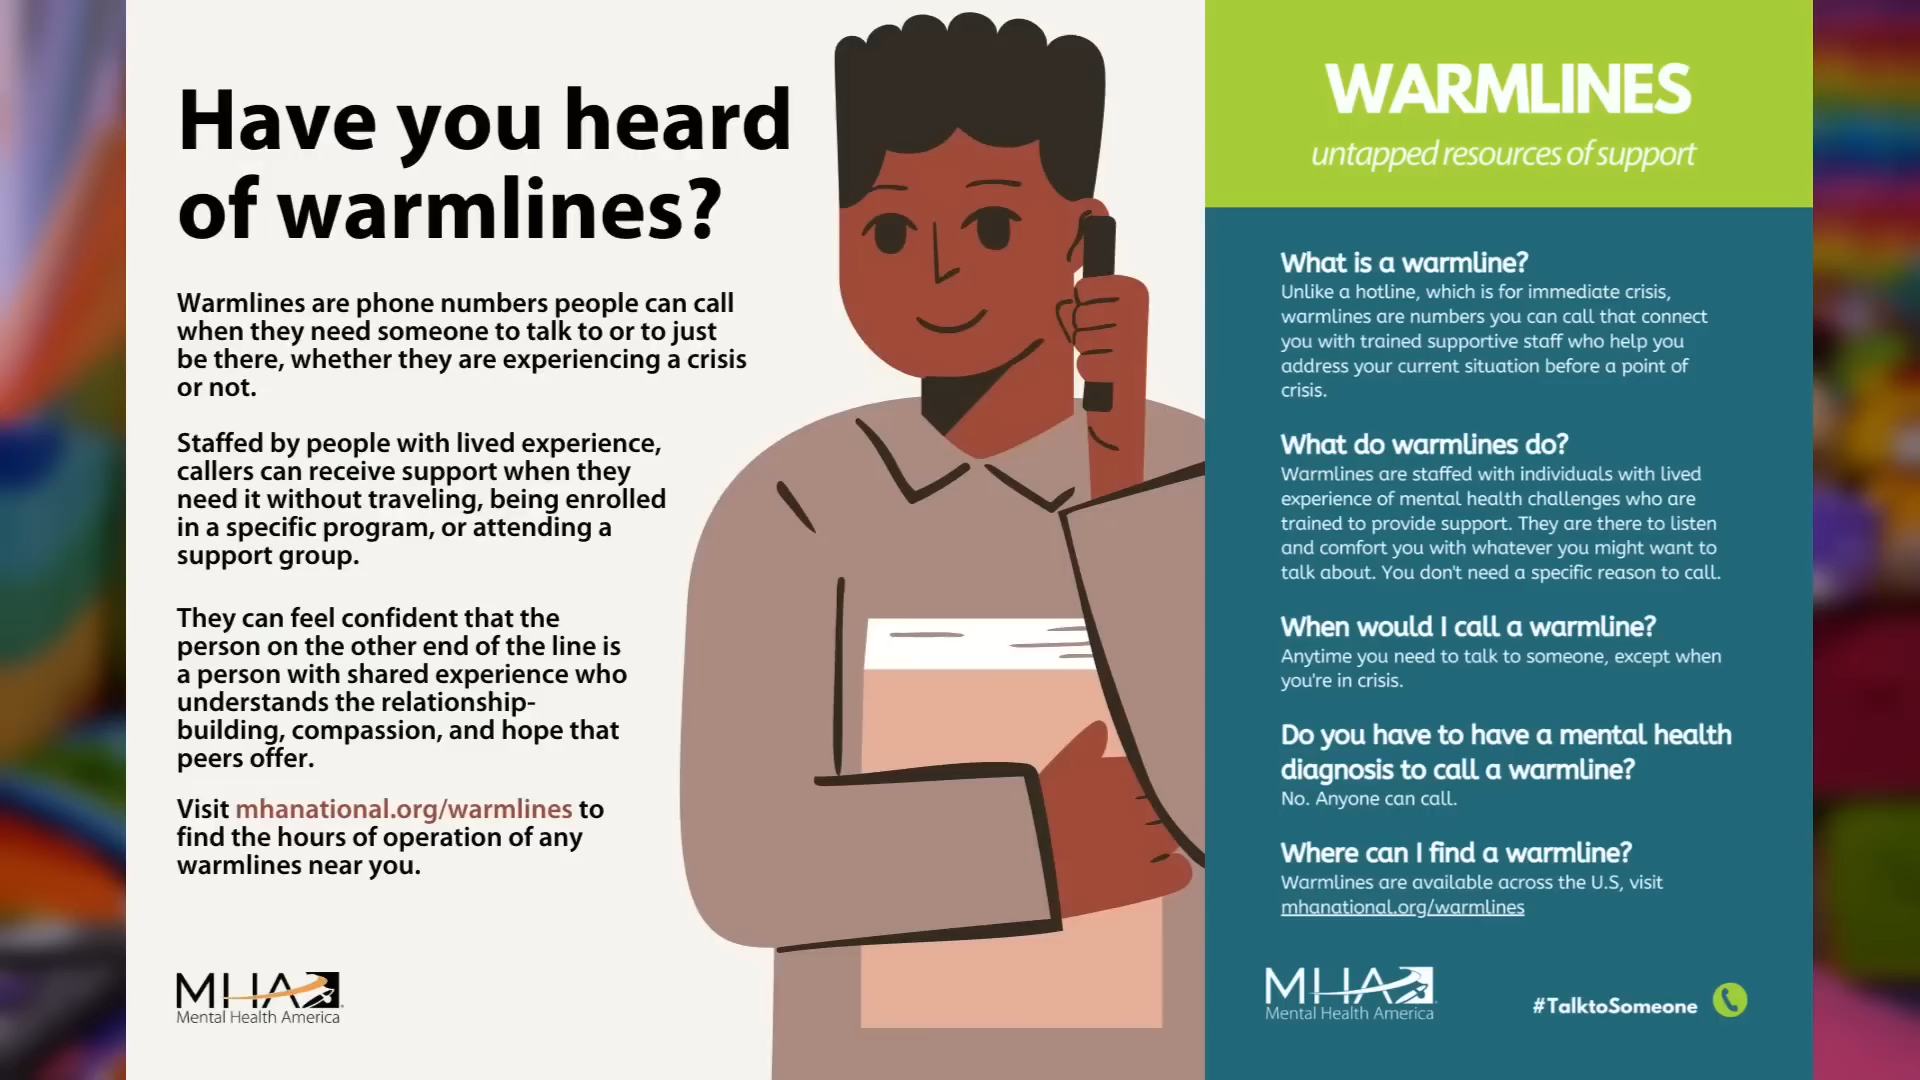 Have you heard
of warmlines?
Warmlines are phone numbers people can call
when they need someone to talk to or to just
be there, whether they are experiencing a crisis
or not.
Staffed by people with lived experience,
callers can receive support when they
need it without traveling, being enrolled
in a specific program, or attending a
support group.
They can feel confident that the
person on the other end of the line is
a person with shared experience who
understands the relationship-
building, compassion, and hope that
peers offer.
Visit mhanational.org/warmlines to
find the hours of operation of any
warmlines near you.
MHA
Mental Health America
WARMLINES
untapped resources of support
What is a warmline?
Unlike a hotline, which is for immediate crisis,
warmlines are numbers you can call that connect
you with trained supportive staff who help you
address your current situation before a point of
crisis.
What do warmlines do?
Warmlines are staffed with individuals with lived
experience of mental health challenges who are
trained to provide support. They are there to listen
and comfort you with whatever you might want to
talk about. You don't need a specific reason to call.
When would I call a warmline?
Anytime you need to talk to someone, except when
you're in crisis.
Do you have to have a mental health
diagnosis to call a warmline?
No. Anyone can call.
Where can I find a warmline?
Warmlines are available across the U.S, visit
mhanational.org/warmlines
MHA
Mental Health America
#TalktoSomeone